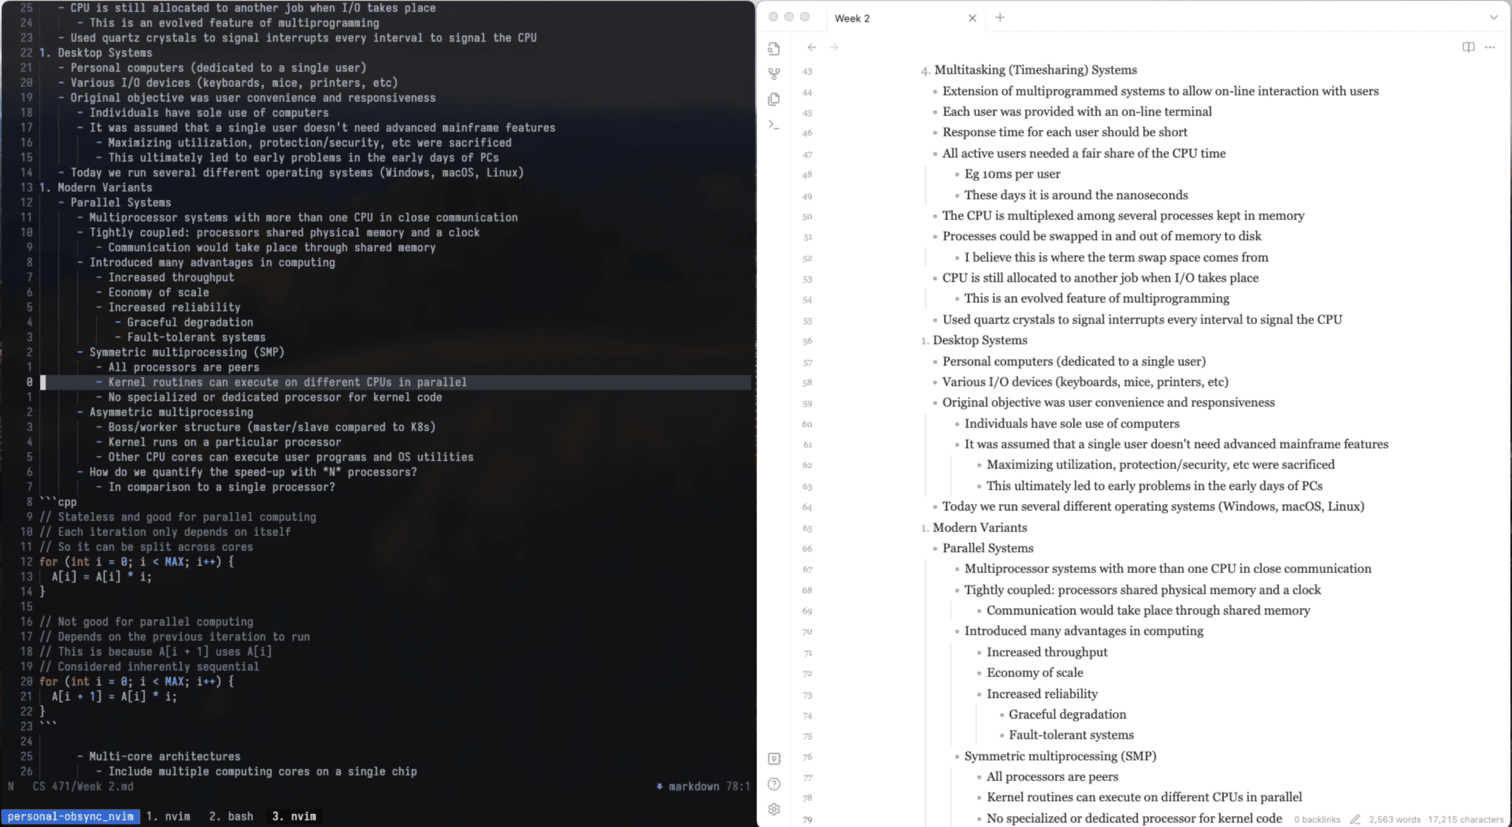 25 - CPU is still allocated to another job when I/O takes place
24 - This is an evolved feature of multiprogramming
23 - Used quartz crystals to signal interrupts every interval to signal the CPU
22 1. Desktop Systems
21 - Personal computers (dedicated to a single user)
20 - Various I/O devices (keyboards, mice, printers, etc)
19 - Original objective was user convenience and responsiveness
18 - Individuals have sole use of computers
17 - It was assumed that a single user doesn't need advanced mainframe features
16 - Maximizing utilization, protection/security, etc were sacrificed
15 - This ultimately led to early problems in the early days of PCs
14 - Today we run several different operating systems (Windows, macOS, Linux)
13 1. Modern Variants
12 - Parallel Systems
11 - Multiprocessor systems with more than one CPU in close communication
10 - Tightly coupled: processors shared physical memory and a clock
9 - Communication would take place through shared memory
8 - Introduced many advantages in computing
7 - Increased throughput
6 - Economy of scale
5 - Increased reliability
4 - Graceful degradation
3 - Fault-tolerant systems
2 - Symmetric multiprocessing (SMP)
1 - All processors are peers
0 - Kernel routines can execute on different CPUs in parallel
1 - No specialized or dedicated processor for kernel code
2 - Asymmetric multiprocessing
3 - Boss/worker structure (master/slave compared to K8s)
4 - Kernel runs on a particular processor
5 - Other CPU cores can execute user programs and OS utilities
6 - How do we quantify the speed-up with *N* processors?
7 - In comparison to a single processor?
8 ```cpp
9 // Stateless and good for parallel computing
10 // Each iteration only depends on itself
11 // So it can be split across cores
12 for (int i = 0; i < MAX; i++) {
13 A[i] = A[i] * i;
14 }
15
16 // Not good for parallel computing
17 // Depends on the previous iteration to run
18 // This is because A[i + 1] uses A[i]
19 // Considered inherently sequential
20 for (int i = 0; i < MAX; i++) {
21 A[i + 1] = A[i] * i;
22 }
23 ```
24
25 - Multi-core architectures
26 - Include multiple computing cores on a single chip
N CS 471/Week 2.md markdown 78:1
personal-obsync_nvim 1. nvim 2. bash 3. nvim
Week 2
43 4. Multitasking (Timesharing) Systems
44 • Extension of multiprogrammed systems to allow on-line interaction with users
45 • Each user was provided with an on-line terminal
46 • Response time for each user should be short
47 • All active users needed a fair share of the CPU time
48 • Eg 10ms per user
49 • These days it is around the nanoseconds
50 • The CPU is multiplexed among several processes kept in memory
51 • Processes could be swapped in and out of memory to disk
52 • I believe this is where the term swap space comes from
53 • CPU is still allocated to another job when I/O takes place
54 • This is an evolved feature of multiprogramming
55 • Used quartz crystals to signal interrupts every interval to signal the CPU
56 1. Desktop Systems
57 • Personal computers (dedicated to a single user)
58 • Various I/O devices (keyboards, mice, printers, etc)
59 • Original objective was user convenience and responsiveness
60 • Individuals have sole use of computers
61 • It was assumed that a single user doesn't need advanced mainframe features
62 • Maximizing utilization, protection/security, etc were sacrificed
63 • This ultimately led to early problems in the early days of PCs
64 • Today we run several different operating systems (Windows, macOS, Linux)
65 1. Modern Variants
66 • Parallel Systems
67 • Multiprocessor systems with more than one CPU in close communication
68 • Tightly coupled: processors shared physical memory and a clock
69 • Communication would take place through shared memory
70 • Introduced many advantages in computing
71 • Increased throughput
72 • Economy of scale
73 • Increased reliability
74 • Graceful degradation
75 • Fault-tolerant systems
76 • Symmetric multiprocessing (SMP)
77 • All processors are peers
78 • Kernel routines can execute on different CPUs in parallel
79 • No specialized or dedicated processor for kernel code
0 backlinks 2,563 words 17,215 characters